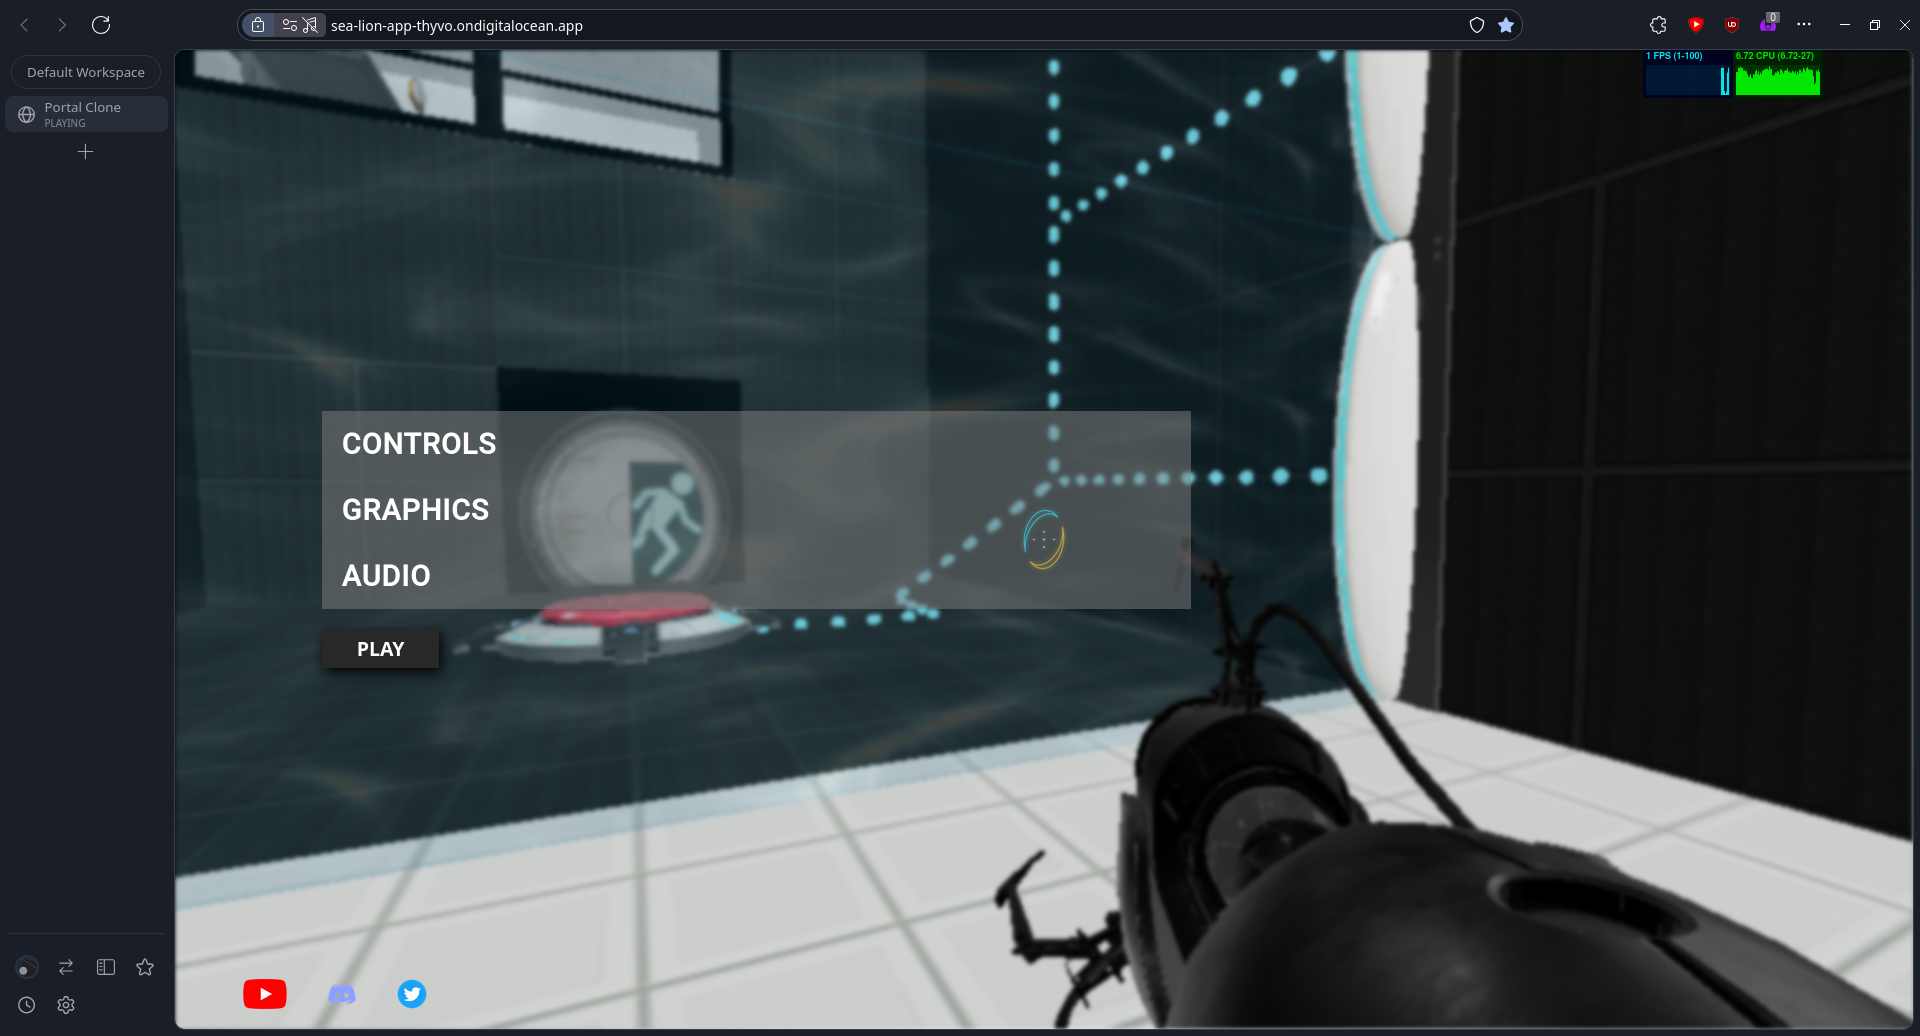 sea-lion-app-thyvo.ondigitalocean.app
0
Default Workspace
Portal Clone
PLAYING
1 FPS (1-100)
6.72 CPU (6.72-27)
CONTROLS
GRAPHICS
AUDIO
PLAY